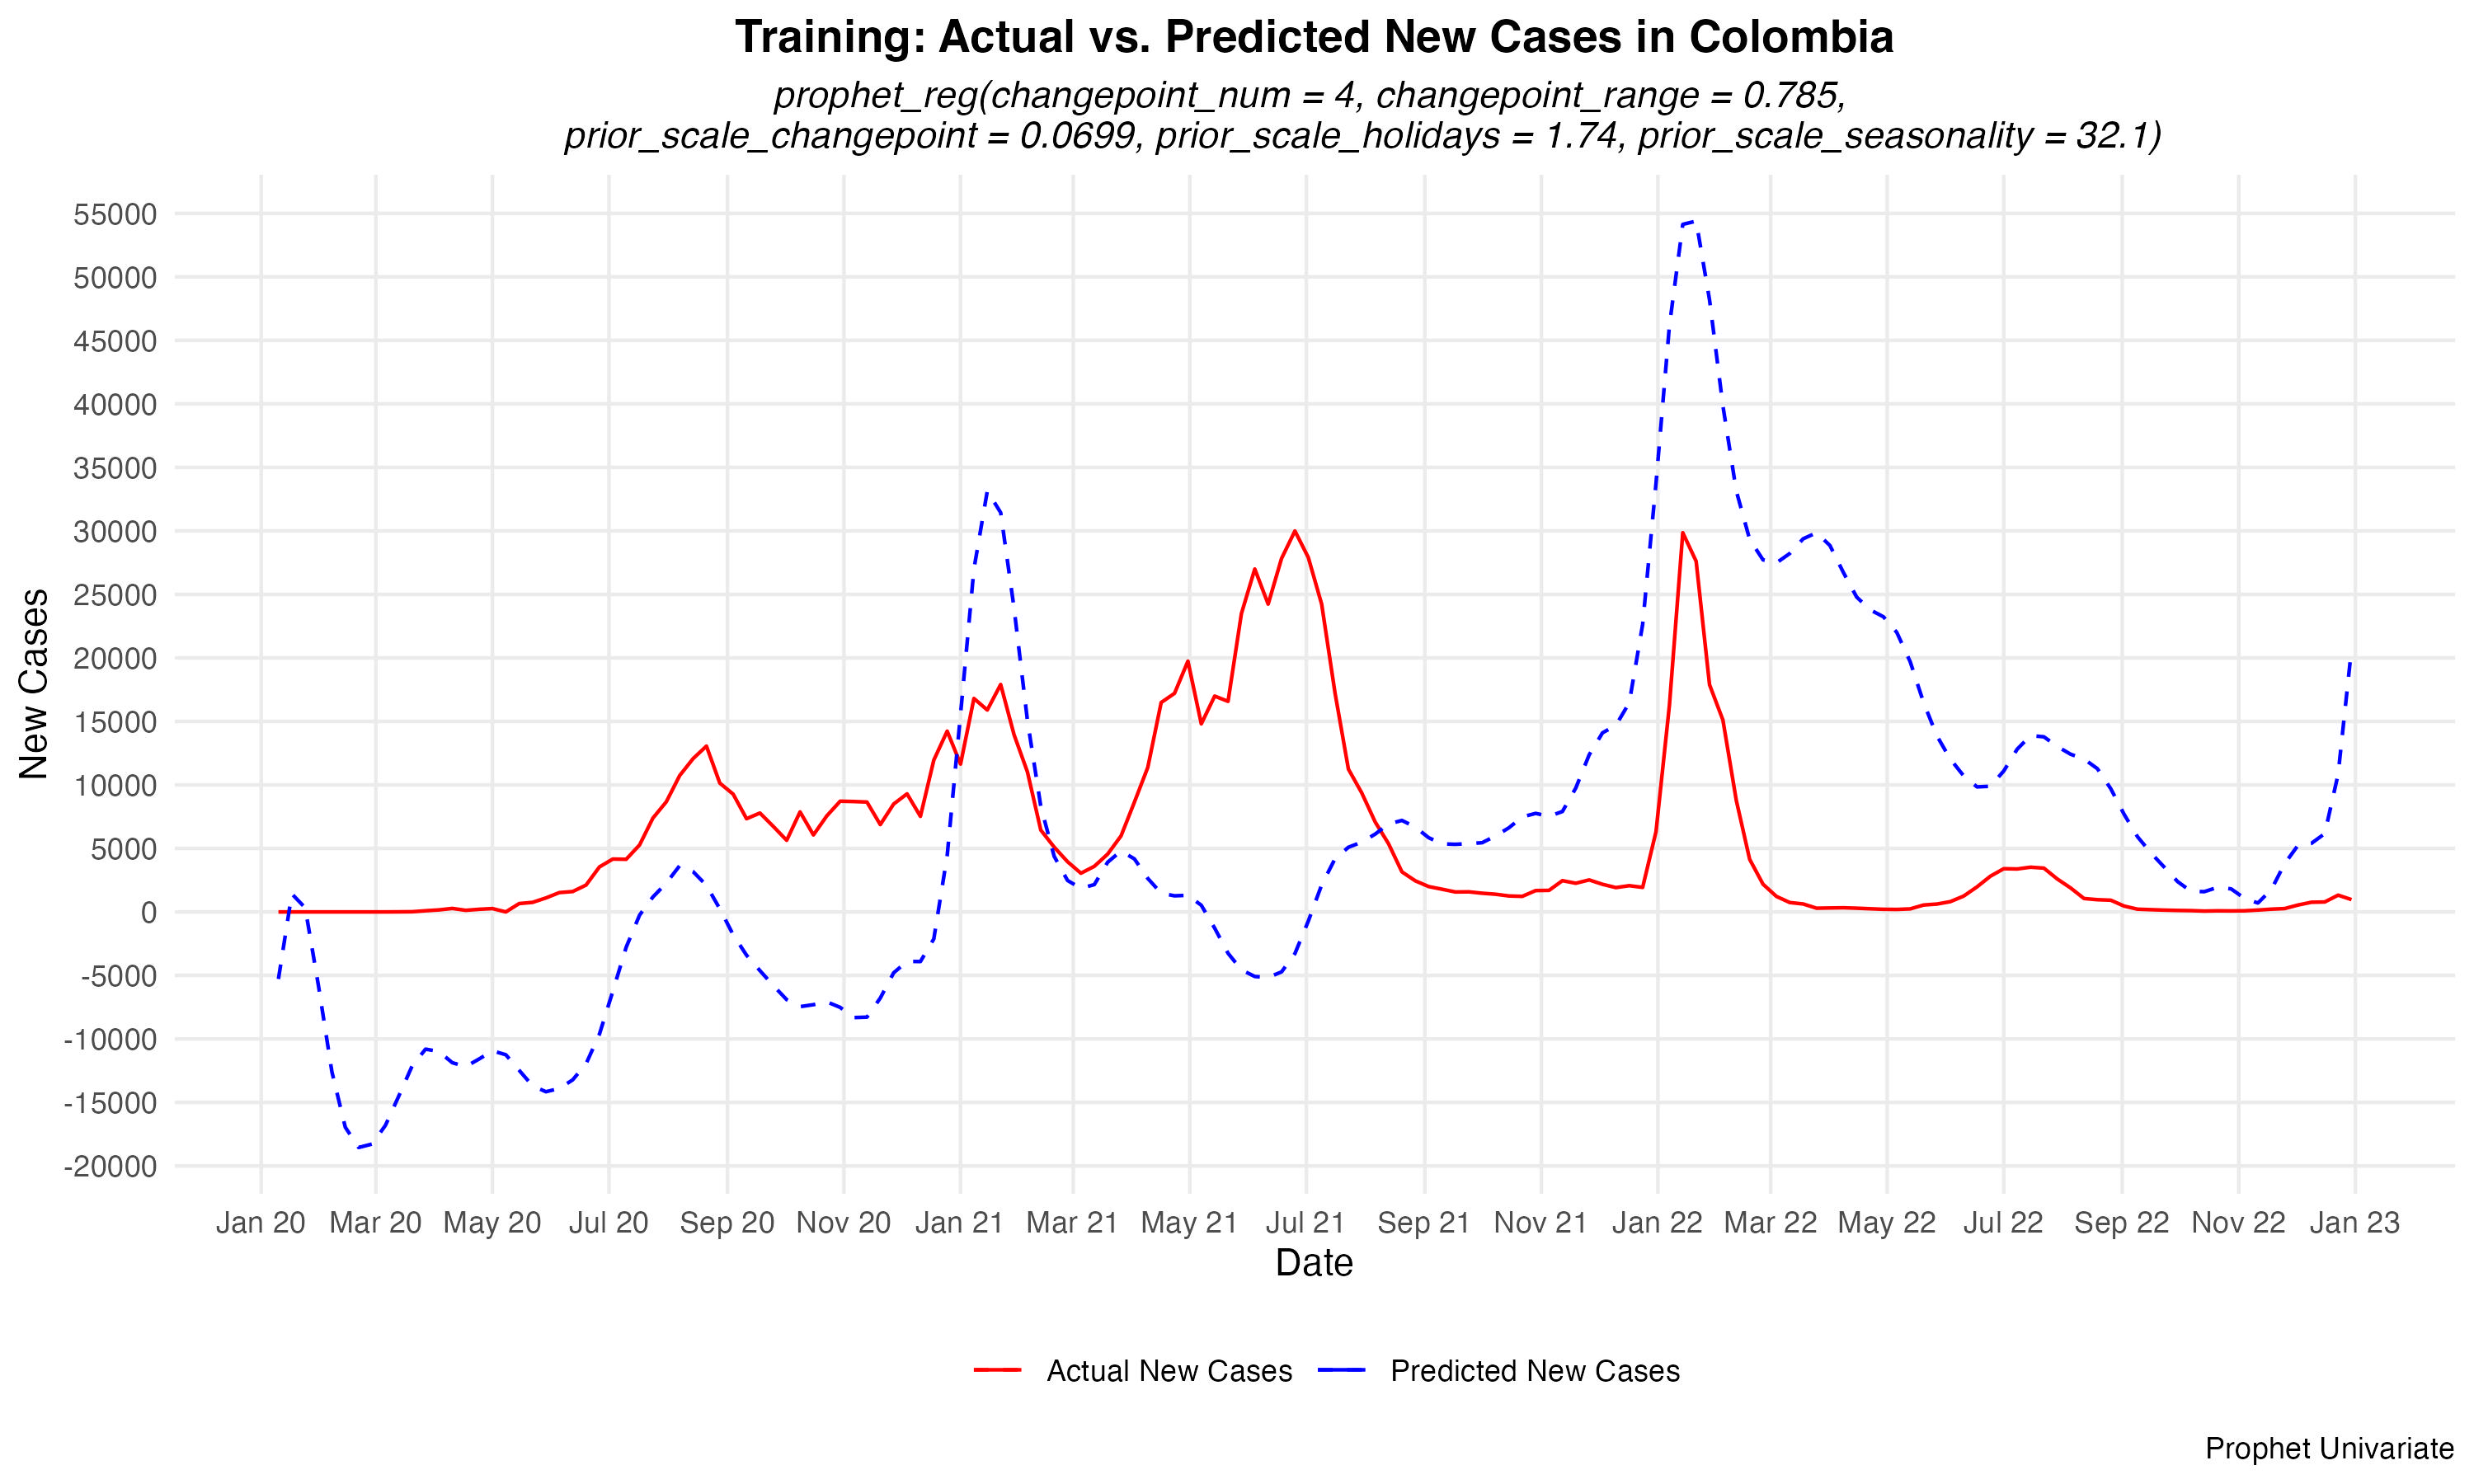 Training: Actual vs. Predicted New Cases in Colombia
prophet_reg(changepoint_num = 4, changepoint_range = 0.785,
prior_scale_changepoint = 0.0699, prior_scale_holidays = 1.74, prior_scale_seasonality = 32.1)
New Cases
55000
50000
45000
40000
35000
30000
25000
20000
15000
10000
5000
0
-5000
-10000
-15000
-20000
Jan 20 Mar 20 May 20 Jul 20 Sep 20 Nov 20 Jan 21 Mar 21 May 21 Jul 21 Sep 21 Nov 21 Jan 22 Mar 22 May 22 Jul 22 Sep 22 Nov 22 Jan 23
Date
Actual New Cases Predicted New Cases
Prophet Univariate